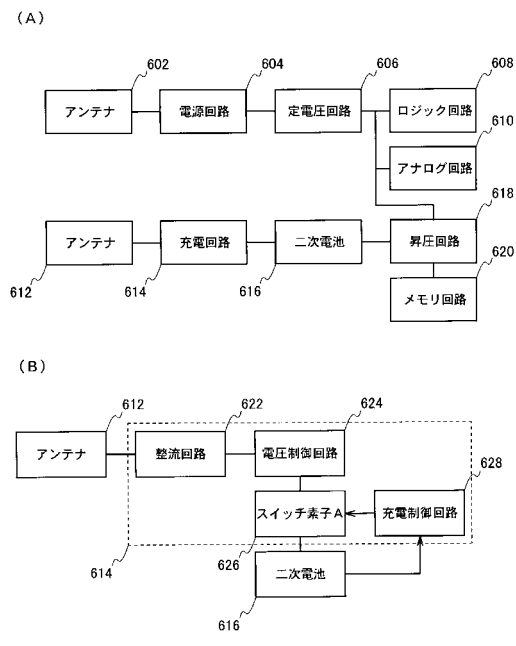 (A)
602
604
606
608
アンテナ
電源回路
定電圧回路
ロジック回路
610
アナログ回路
618
アンテナ
充電回路
二次電池
昇圧回路
612
614
616
620
メモリ回路
(B)
612
622
624
アンテナ
整流回路
電圧制御回路
628
スイッチ素子A
充電制御回路
614
626
二次電池
616